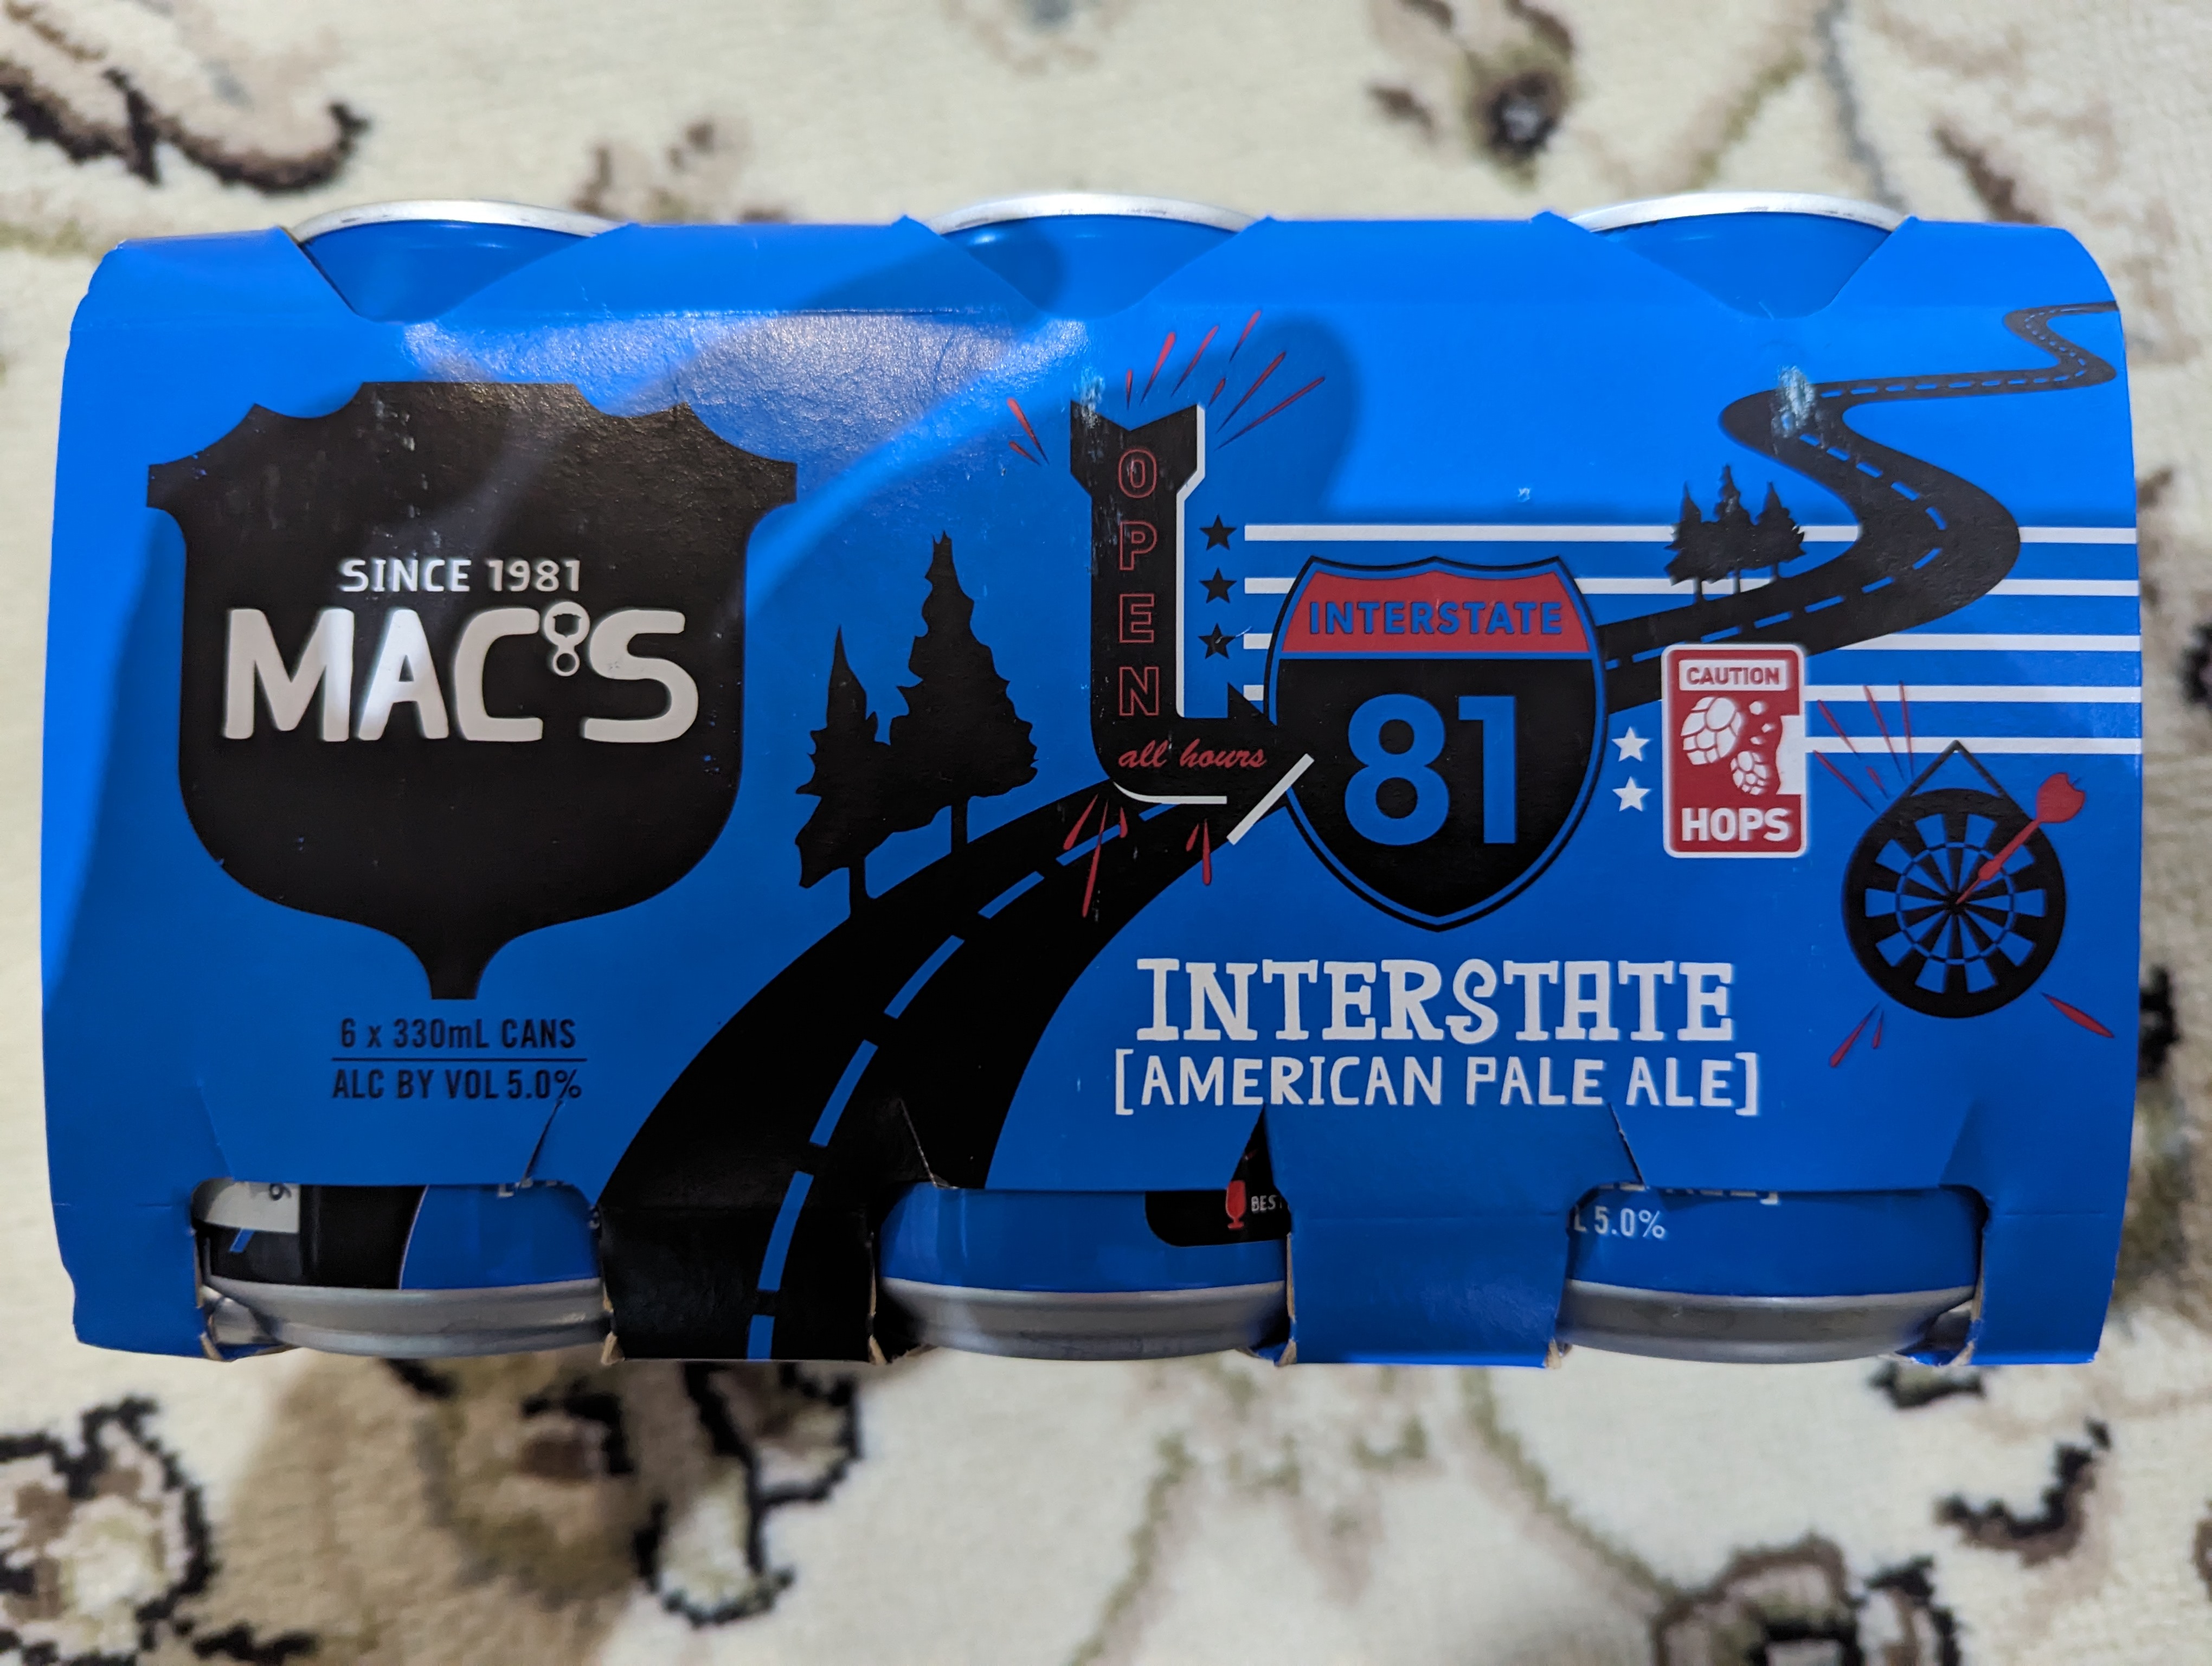 SINCE 1981
MAC'S
6 x 330mL CANS
ALC BY VOL 5.0%
OPEN
all hours
INTERSTATE
81
CAUTION
HOPS
INTERSTATE
[AMERICAN PALE ALE]
BEST
5.0%